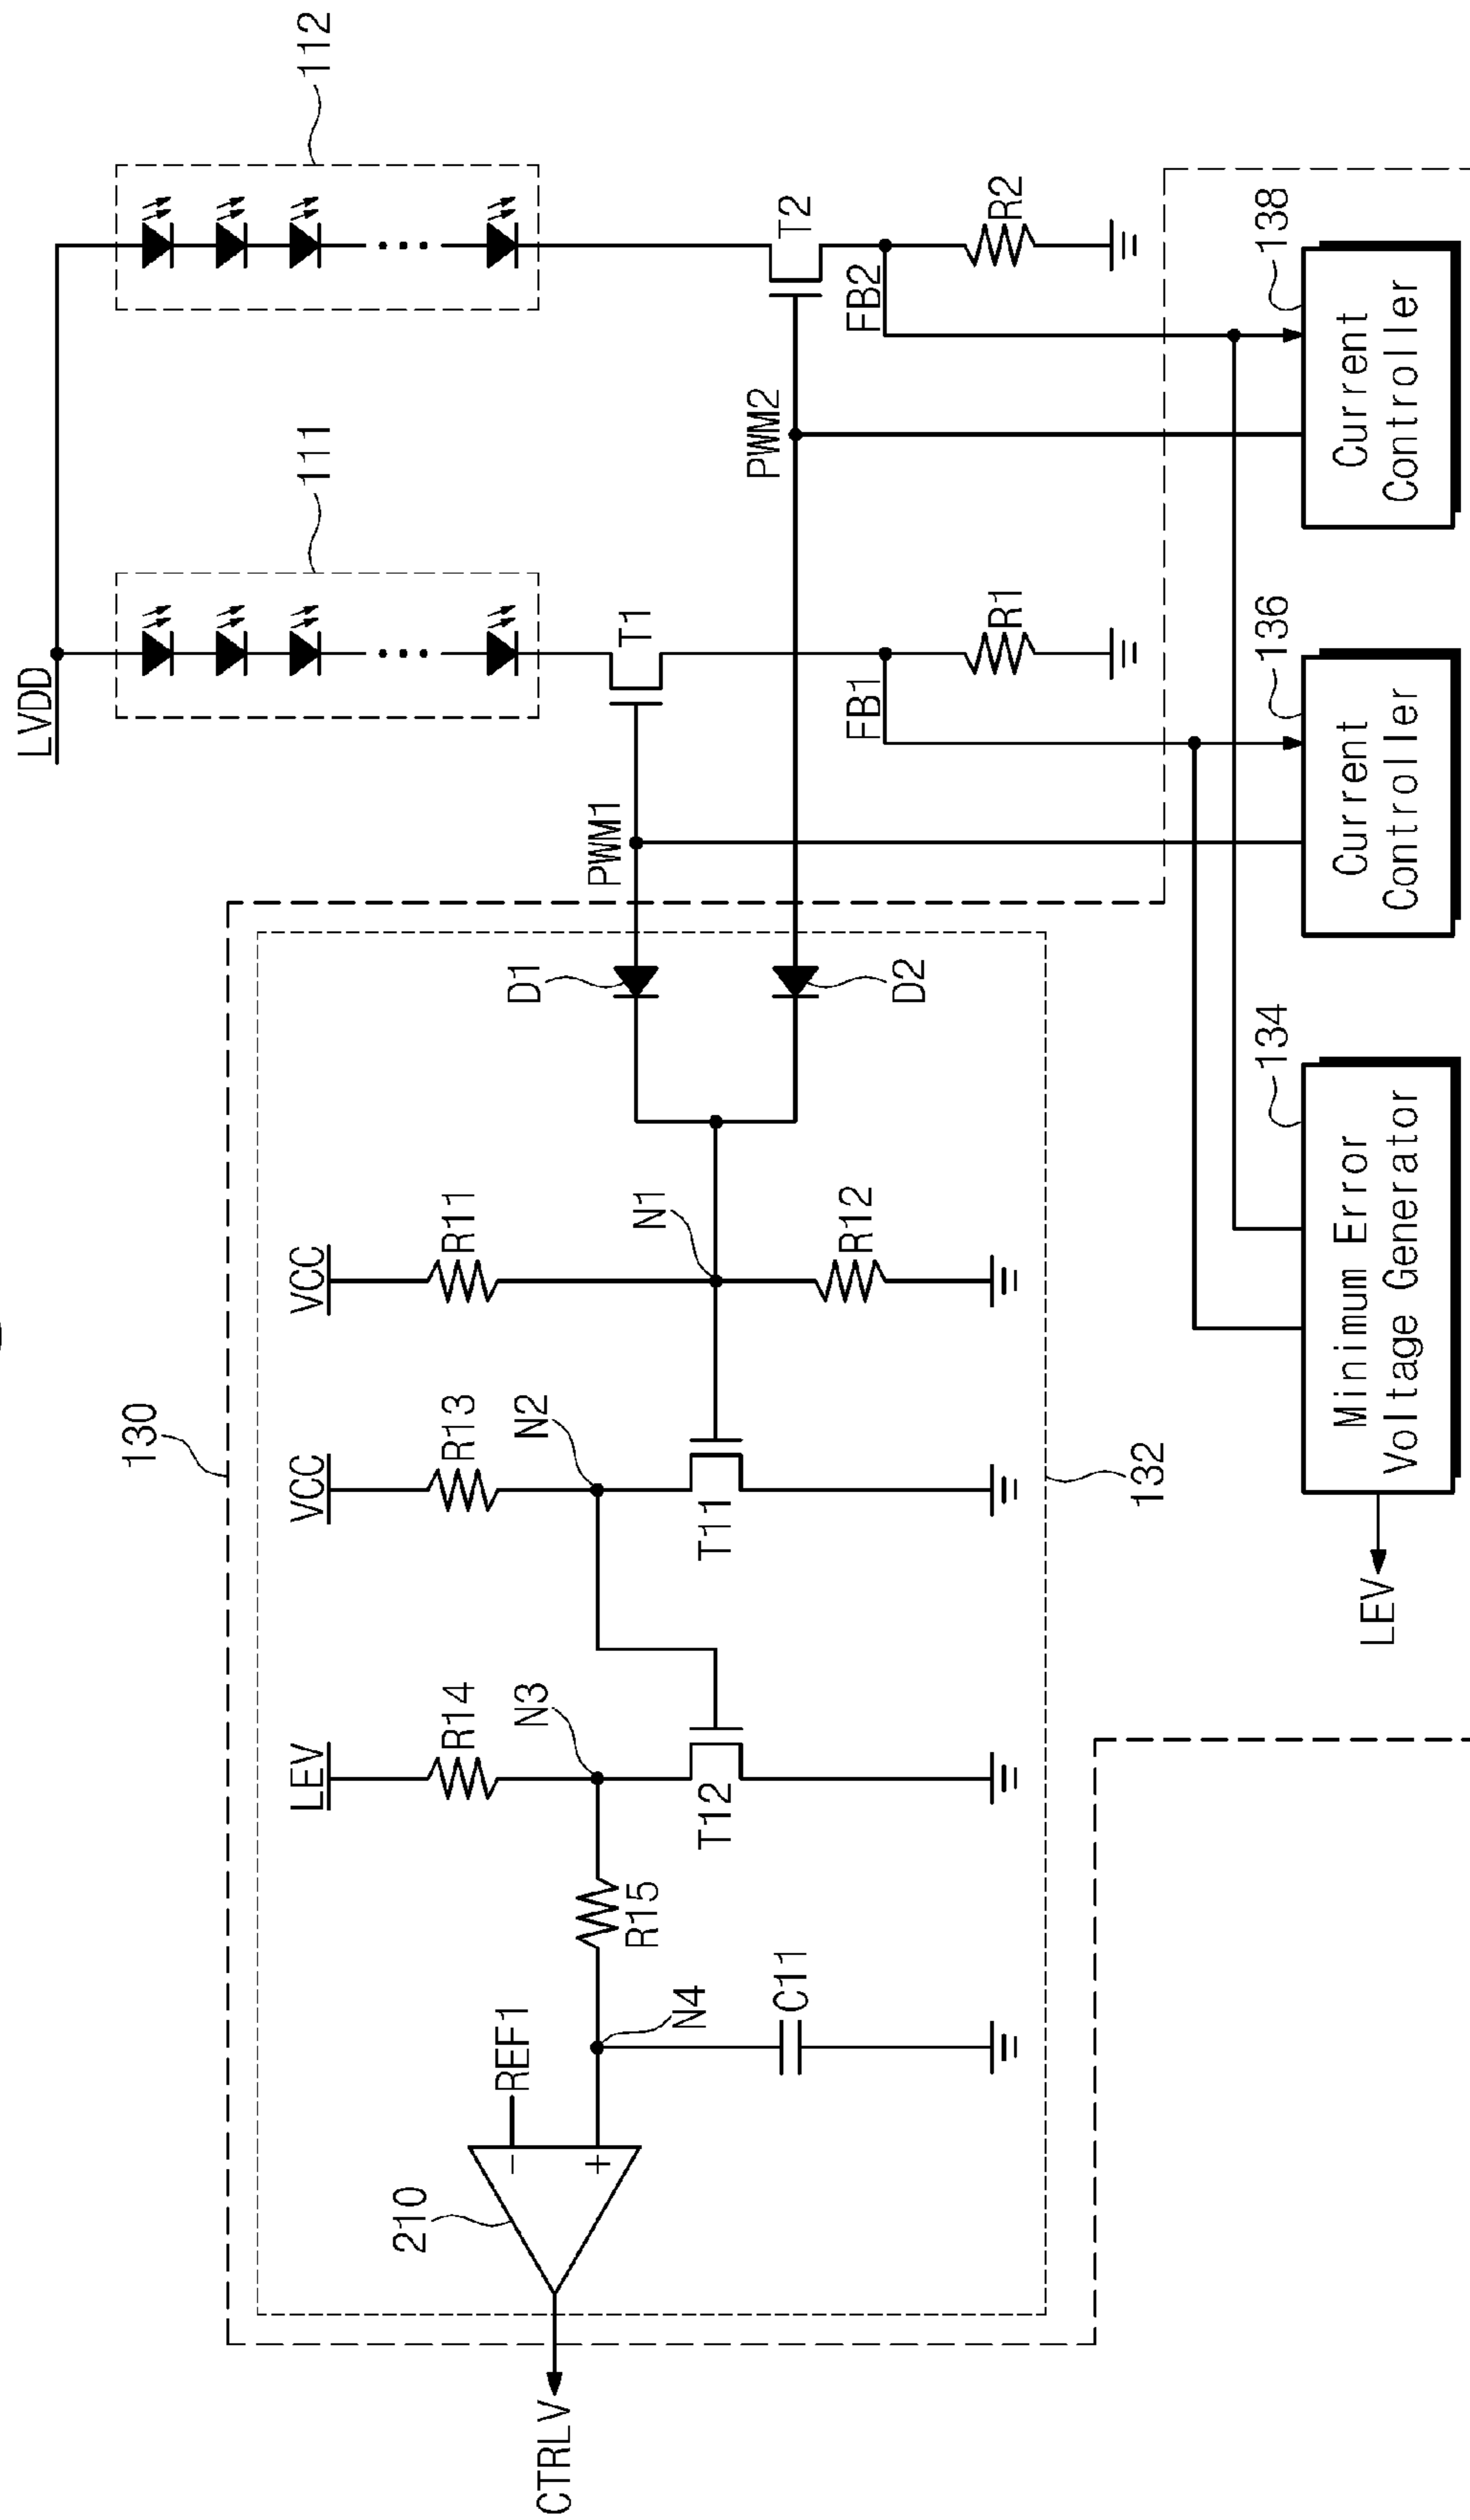 112
111
LVDD
T2
R2
FB2
138
Current
Controller
PWM2
T1
R1
FB1
136
Current
Controller
PWM1
D1
D2
134
Minimum Error
Voltage Generator
LEV
VCC
R11
N1
R12
130
VCC
R13
N2
T11
132
LEV
R14
N3
T12
R15
REF1
N4
C11
-
+
210
CTRLV